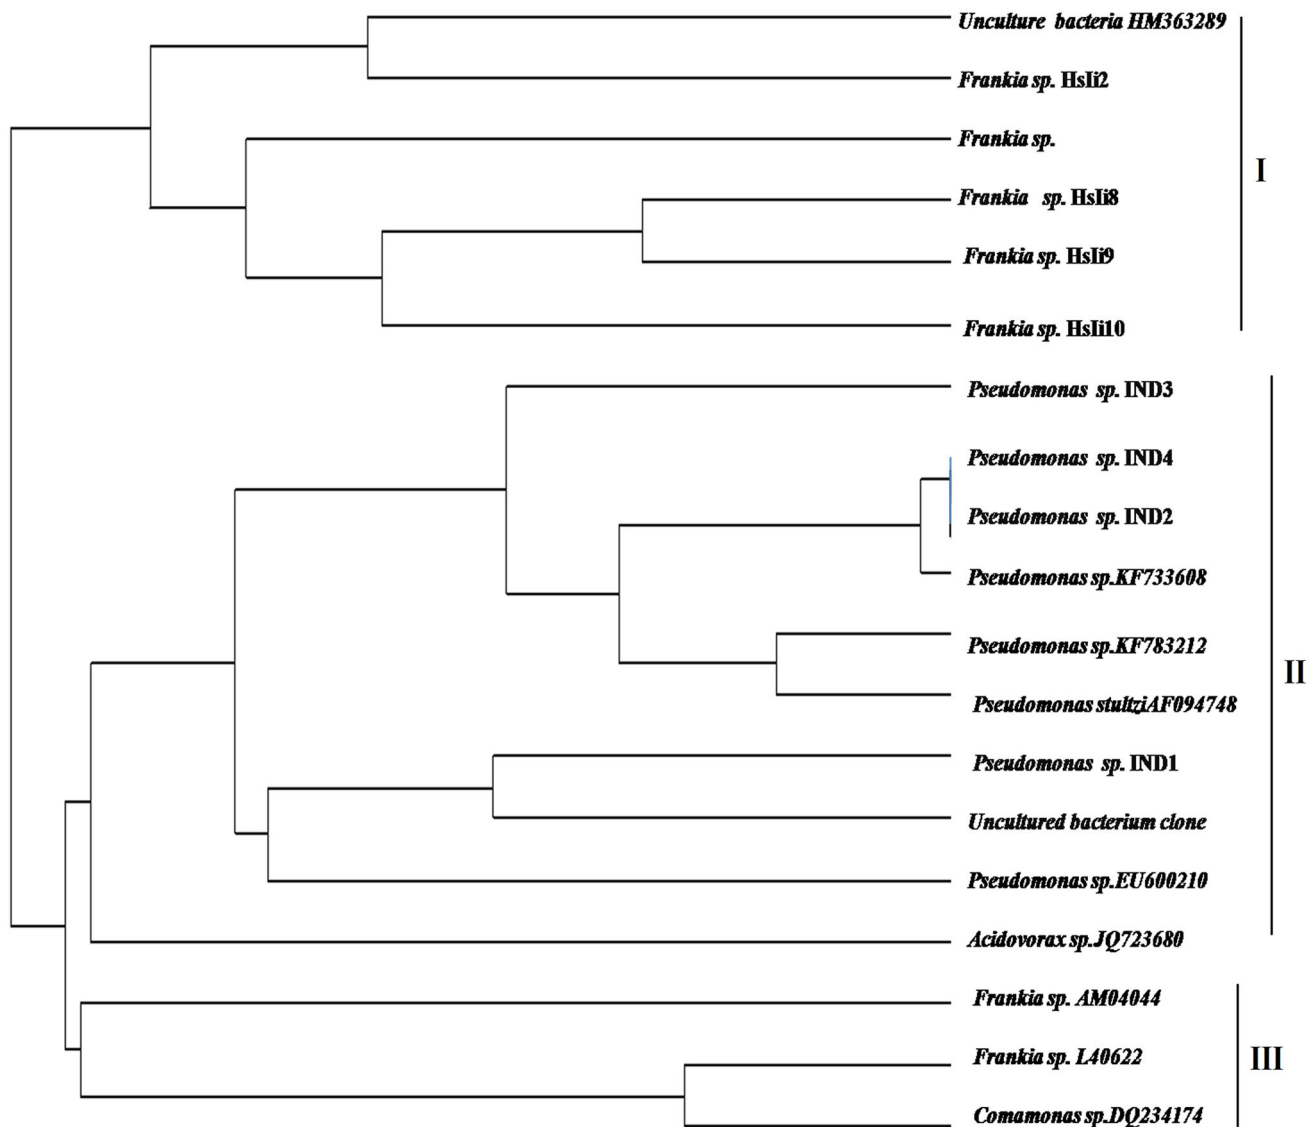 Unculture bacteria HM363289
Frankia sp. HsIi2
Frankia sp.
I
Frankia sp. HsIi8
Frankia sp. HsIi9
Frankia sp. HsIi10
Pseudomonas sp. IND3
Pseudomonas sp. IND4
Pseudomonas sp. IND2
Pseudomonas sp.KF733608
Pseudomonas sp.KF783212
II
Pseudomonas stultziAF094748
Pseudomonas sp. IND1
Uncultured bacterium clone
Pseudomonas sp.EU600210
Acidovorax sp.JQ723680
Frankia sp. AM04044
Frankia sp. L40622
III
Comamonas sp.DQ234174